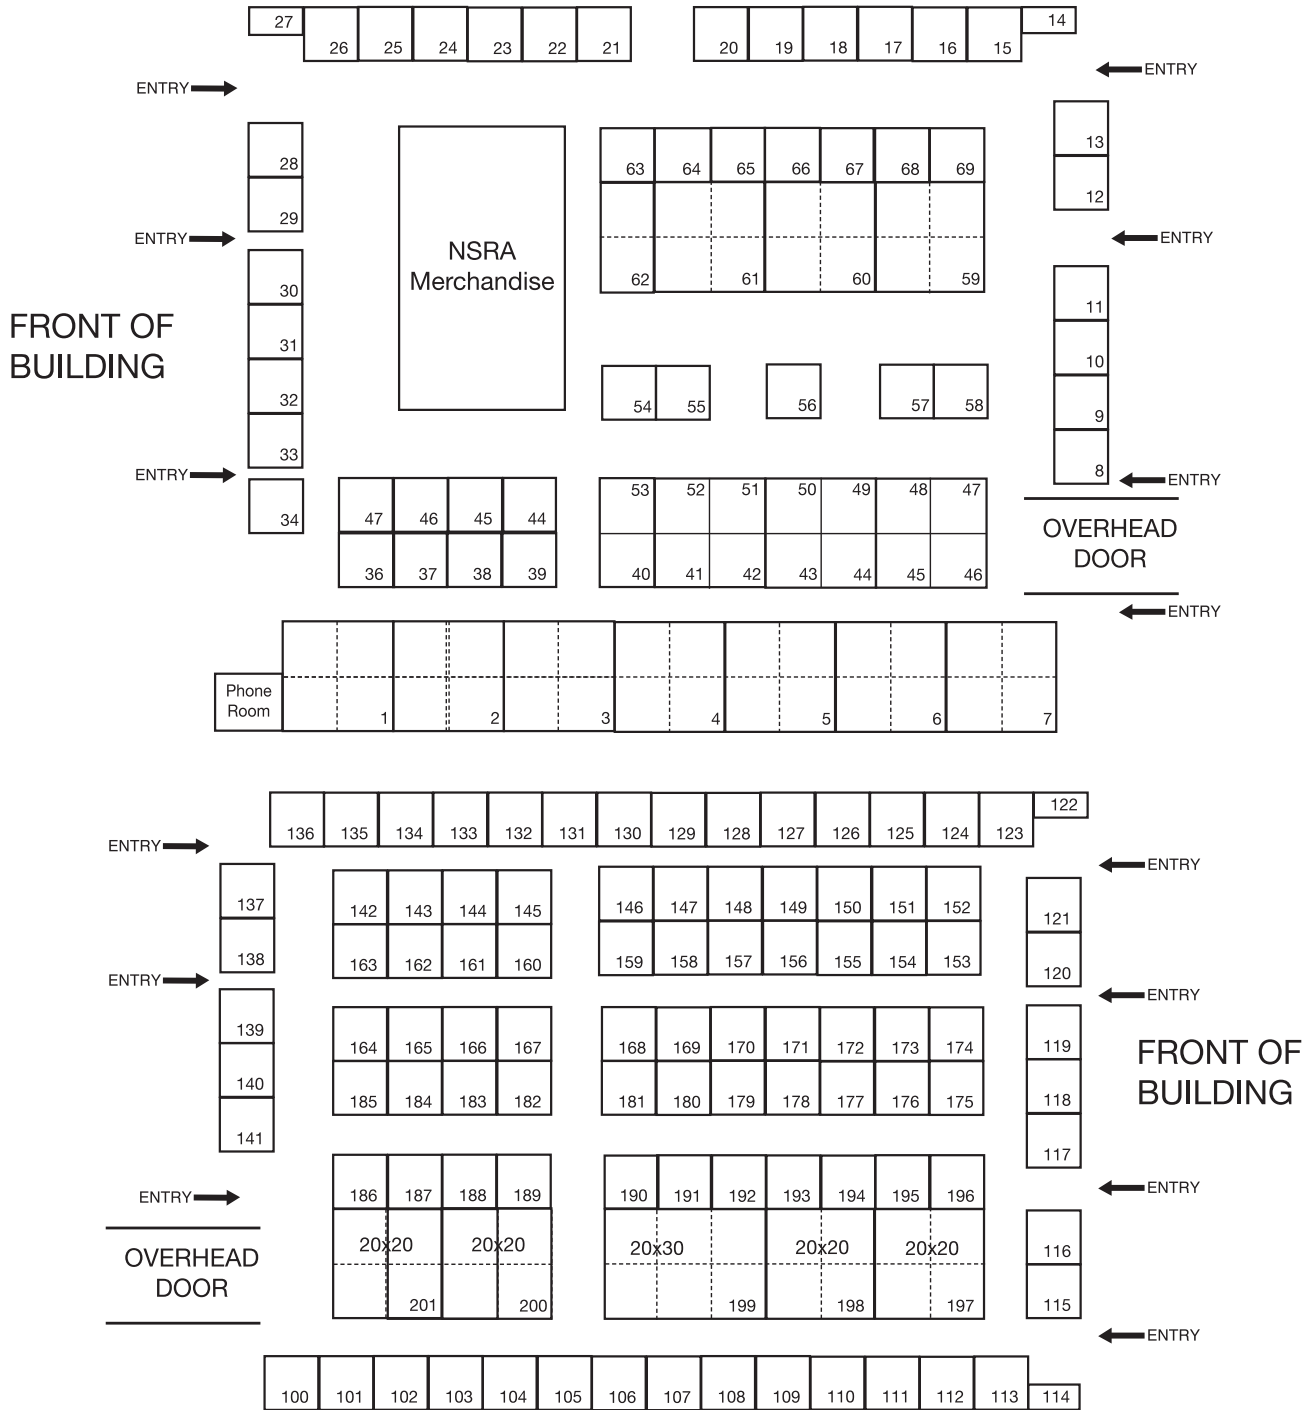 27 26 25 24 23 22 21 20 19 18 17 16 15 14
ENTRY
ENTRY
28 63 64 65 66 67 68 69 13
29 12
ENTRY NSRA ENTRY
Merchandise
62 61 60 59
30 11
FRONT OF
BUILDING
31 10
32 54 55 56 57 58 9
33 8
ENTRY ENTRY
53 52 51 50 49 48 47
34 47 46 45 44
OVERHEAD
DOOR
36 37 38 39 40 41 42 43 44 45 46
ENTRY
Phone
Room
1 2 3 4 5 6 7
122
136 135 134 133 132 131 130 129 128 127 126 125 124 123
ENTRY
ENTRY
137 142 143 144 145 146 147 148 149 150 151 152 121
138 163 162 161 160 159 158 157 156 155 154 153 120
ENTRY
ENTRY
139 164 165 166 167 168 169 170 171 172 173 174 119
FRONT OF
BUILDING
140 185 184 183 182 181 180 179 178 177 176 175 118
141 117
ENTRY 186 187 188 189 190 191 192 193 194 195 196 ENTRY
OVERHEAD
DOOR
20x20 20x20 20x30 20x20 20x20 116
201 200 199 198 197 115
ENTRY
100 101 102 103 104 105 106 107 108 109 110 111 112 113 114